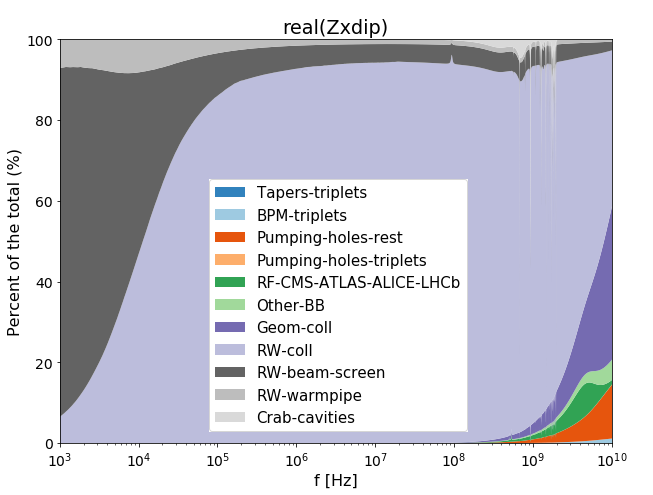 real(Zxdip)
100
80
60
40
20
0
Percent of the total (%)
Tapers-triplets
BPM-triplets
Pumping-holes-rest
Pumping-holes-triplets
RF-CMS-ATLAS-ALICE-LHCb
Other-BB
Geom-coll
RW-coll
RW-beam-screen
RW-warmpipe
Crab-cavities
10³ 10⁴ 10⁵ 10⁶ 10⁷ 10⁸ 10⁹ 10¹⁰
f [Hz]